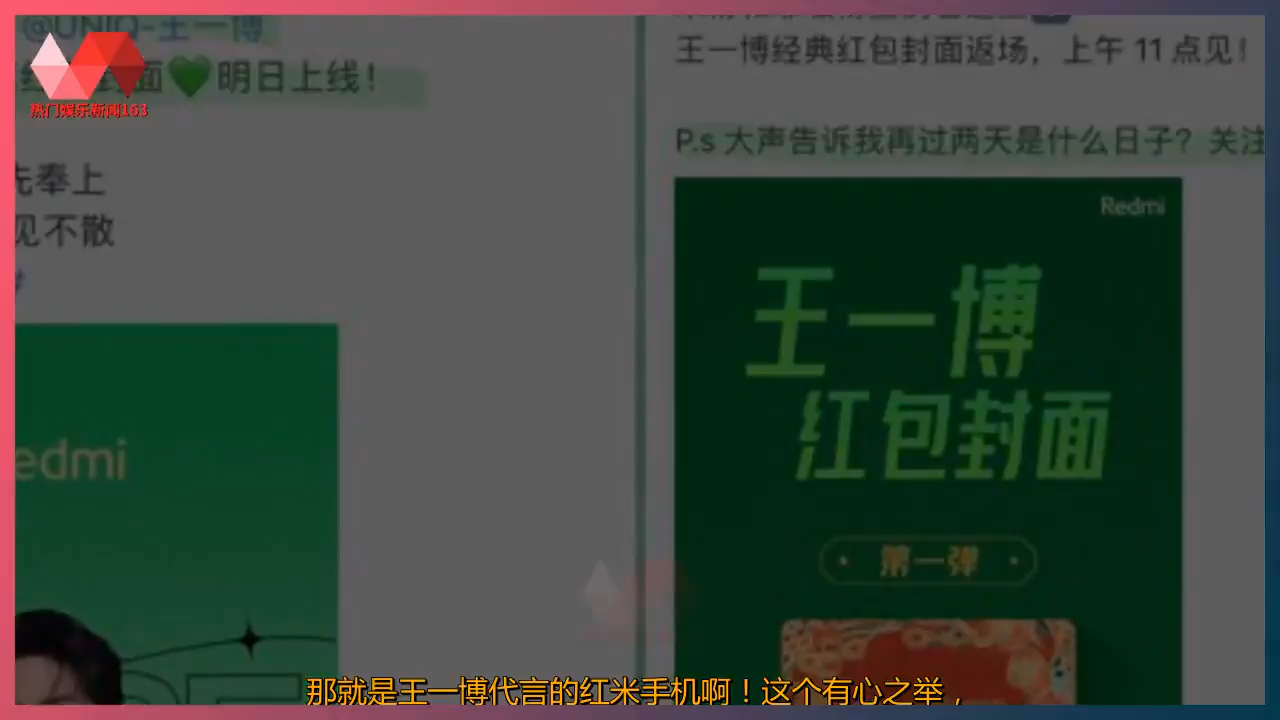 @UNIQ-王一博
封面💚明日上线！
热门娱乐新闻153
先奉上
见不散
edmi
王一博经典红包封面返场，上午 11 点见！
P.s 大声告诉我再过两天是什么日子？关注
Redmi
王一博
红包封面
第一弹
那就是王一博代言的红米手机啊！这个有心之举，